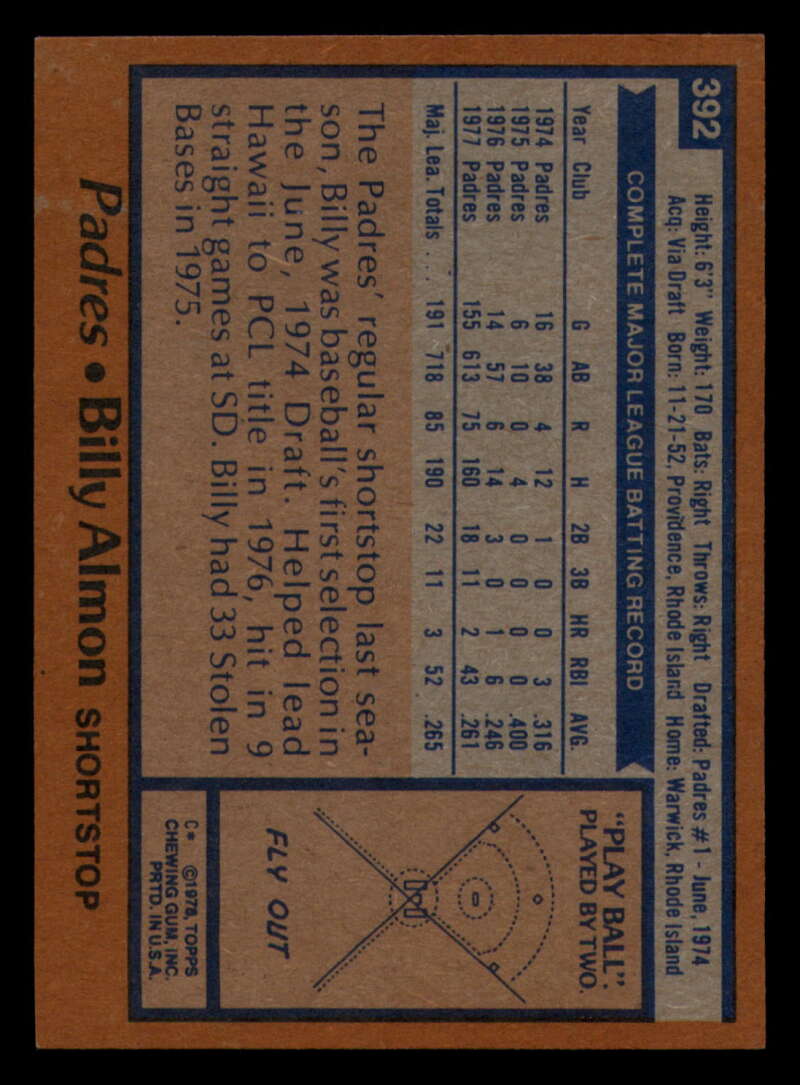 392
Height: 6'3" Weight: 170 Bats: Right Throws: Right Drafted: Padres #1 - June, 1974
Acq: Via Draft Born: 11-21-52, Providence, Rhode Island Home: Warwick, Rhode Island
COMPLETE MAJOR LEAGUE BATTING RECORD
Year Club G AB R H 2B 3B HR RBI AVG.
1974 Padres 16 38 4 12 1 0 0 3 .316
1975 Padres 6 10 0 4 0 0 0 0 .400
1976 Padres 14 57 6 14 3 0 1 6 .246
1977 Padres 155 613 75 160 18 11 2 43 .261
Maj. Lea. Totals ... 191 718 85 190 22 11 3 52 .265
The Padres' regular shortstop last sea-
son, Billy was baseball's first selection in
the June, 1974 Draft. Helped lead
Hawaii to PCL title in 1976, hit in 9
straight games at SD. Billy had 33 Stolen
Bases in 1975.
"PLAY BALL":
PLAYED BY TWO.
FLY OUT
C* ©1978, TOPPS
CHEWING GUM, INC.
PRTD. IN U.S.A.
Padres • Billy Almon SHORTSTOP